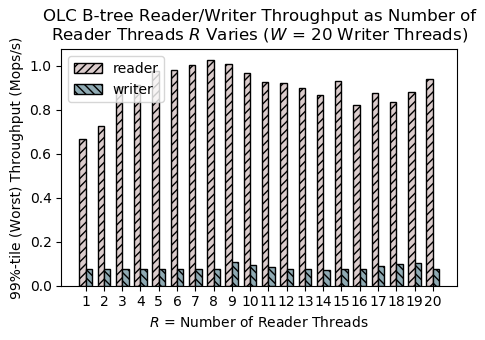 OLC B-tree Reader/Writer Throughput as Number of
Reader Threads R Varies (W = 20 Writer Threads)
99%-tile (Worst) Throughput (Mops/s)
1.0
0.8
0.6
0.4
0.2
0.0
reader
writer
1 2 3 4 5 6 7 8 9 10 11 12 13 14 15 16 17 18 19 20
R = Number of Reader Threads